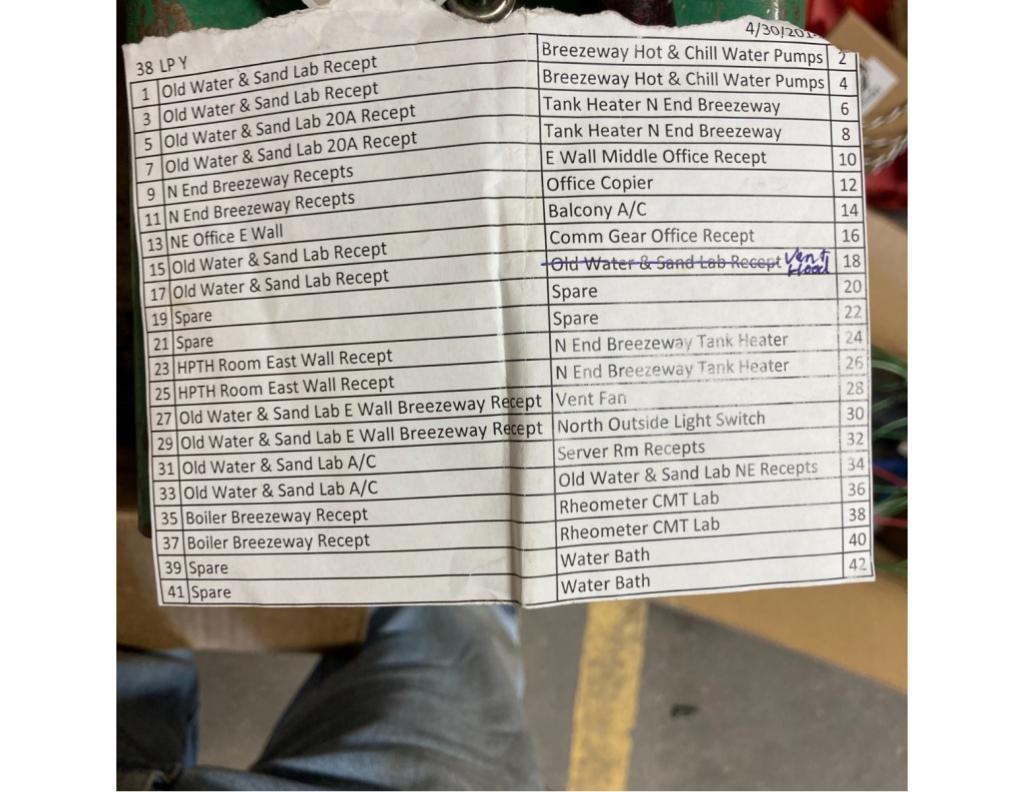 4/30/201
38 LP Y
1 Old Water & Sand Lab Recept Breezeway Hot & Chill Water Pumps 2
3 Old Water & Sand Lab Recept Breezeway Hot & Chill Water Pumps 4
5 Old Water & Sand Lab 20A Recept Tank Heater N End Breezeway 6
7 Old Water & Sand Lab 20A Recept Tank Heater N End Breezeway 8
9 N End Breezeway Recepts E Wall Middle Office Recept 10
11 N End Breezeway Recepts Office Copier 12
13 NE Office E Wall Balcony A/C 14
15 Old Water & Sand Lab Recept Comm Gear Office Recept 16
17 Old Water & Sand Lab Recept Old Water & Sand Lab Recept Vent Hood 18
19 Spare Spare 20
21 Spare Spare 22
23 HPTH Room East Wall Recept N End Breezeway Tank Heater 24
25 HPTH Room East Wall Recept N End Breezeway Tank Heater 26
27 Old Water & Sand Lab E Wall Breezeway Recept Vent Fan 28
29 Old Water & Sand Lab E Wall Breezeway Recept North Outside Light Switch 30
31 Old Water & Sand Lab A/C Server Rm Recepts 32
33 Old Water & Sand Lab A/C Old Water & Sand Lab NE Recepts 34
35 Boiler Breezeway Recept Rheometer CMT Lab 36
37 Boiler Breezeway Recept Rheometer CMT Lab 38
39 Spare Water Bath 40
41 Spare Water Bath 42